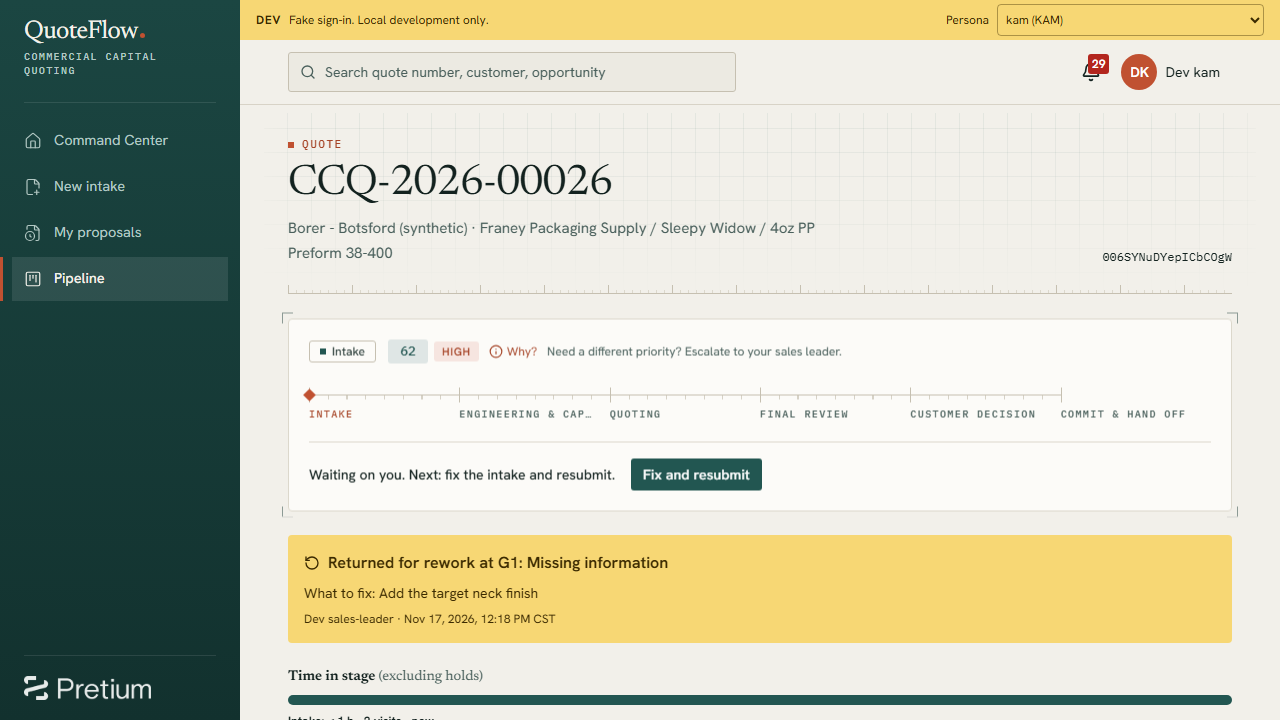 QuoteFlow.
COMMERCIAL CAPITAL
QUOTING
Command Center
New intake
My proposals
Pipeline
Pretium
DEV Fake sign-in. Local development only.
Persona kam (KAM)
Search quote number, customer, opportunity
29
DK Dev kam
QUOTE
CCQ-2026-00026
Borer - Botsford (synthetic) · Franey Packaging Supply / Sleepy Widow / 4oz PP
Preform 38-400
006SYNuDYepICbCOgW
Intake 62 HIGH Why? Need a different priority? Escalate to your sales leader.
INTAKE ENGINEERING & CAP… QUOTING FINAL REVIEW CUSTOMER DECISION COMMIT & HAND OFF
Waiting on you. Next: fix the intake and resubmit. Fix and resubmit
Returned for rework at G1: Missing information
What to fix: Add the target neck finish
Dev sales-leader · Nov 17, 2026, 12:18 PM CST
Time in stage (excluding holds)